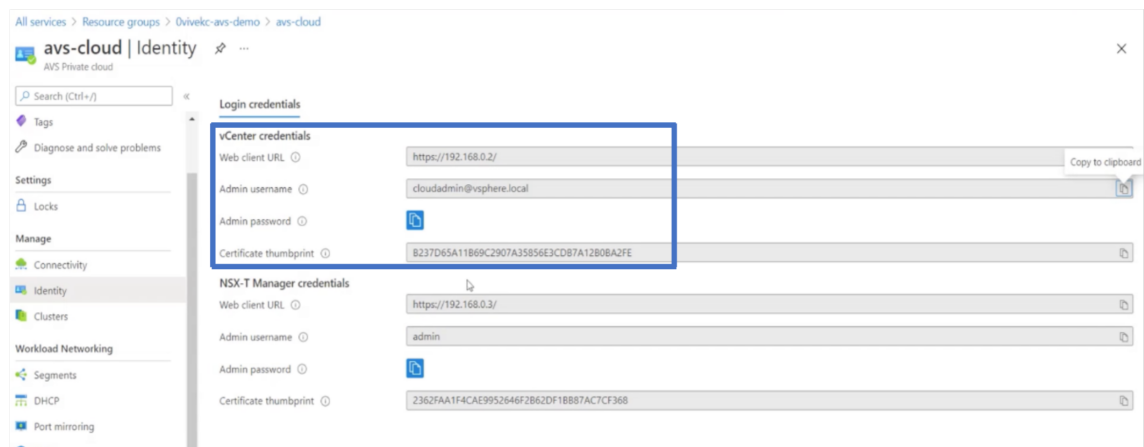 All services > Resource groups > 0vivekc-avs-demo > avs-cloud
avs-cloud | Identity
AVS Private cloud
Search (Ctrl+/)
Tags
Diagnose and solve problems
Settings
Locks
Manage
Connectivity
Identity
Clusters
Workload Networking
Segments
DHCP
Port mirroring
Login credentials
vCenter credentials
Web client URL https://192.168.0.2/
Copy to clipboard
Admin username cloudadmin@vsphere.local
Admin password
Certificate thumbprint B237D65A11B69C2907A35856E3CDB7A12B0BA2FE
NSX-T Manager credentials
Web client URL https://192.168.0.3/
Admin username admin
Admin password
Certificate thumbprint 2362FAA1F4CAE9952646F2B62DF1BB87AC7CF368